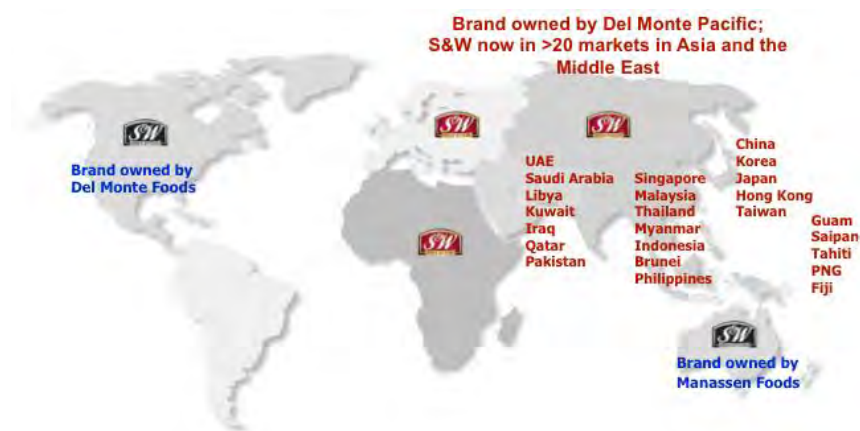 Brand owned by Del Monte Pacific;
S&W now in >20 markets in Asia and the
Middle East
S&W
Brand owned by
Del Monte Foods
S&W
S&W
S&W
UAE
Saudi Arabia
Libya
Kuwait
Iraq
Qatar
Pakistan
Singapore
Malaysia
Thailand
Myanmar
Indonesia
Brunei
Philippines
China
Korea
Japan
Hong Kong
Taiwan
Guam
Saipan
Tahiti
PNG
Fiji
S&W
Brand owned by
Manassen Foods